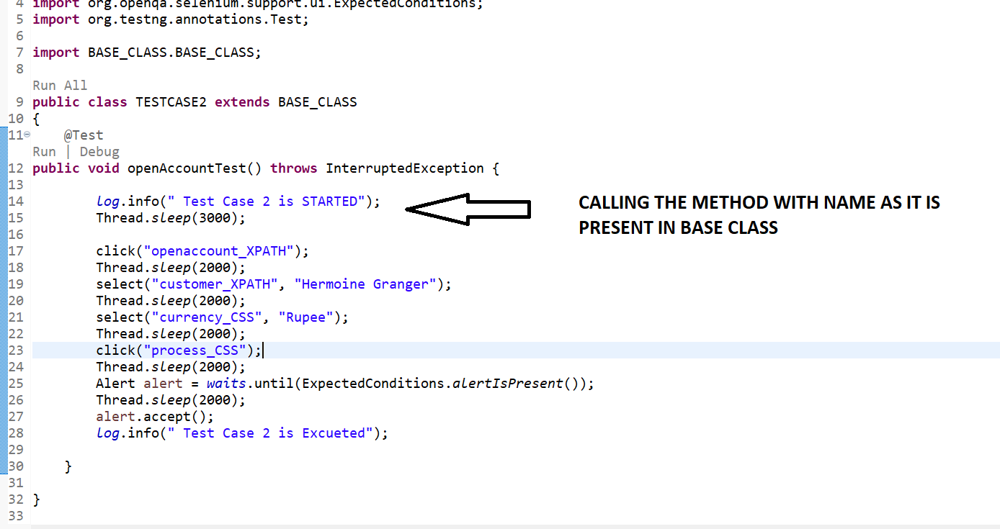 4 import org.openqa.selenium.support.ui.ExpectedConditions;
5 import org.testng.annotations.Test;
6
7 import BASE_CLASS.BASE_CLASS;
8
Run All
9 public class TESTCASE2 extends BASE_CLASS
10 {
11 @Test
Run | Debug
12 public void openAccountTest() throws InterruptedException {
13
14 log.info(" Test Case 2 is STARTED");
15 Thread.sleep(3000);
16
17 click("openaccount_XPATH");
18 Thread.sleep(2000);
19 select("customer_XPATH", "Hermoine Granger");
20 Thread.sleep(2000);
21 select("currency_CSS", "Rupee");
22 Thread.sleep(2000);
23 click("process_CSS");
24 Thread.sleep(2000);
25 Alert alert = waits.until(ExpectedConditions.alertIsPresent());
26 Thread.sleep(2000);
27 alert.accept();
28 log.info(" Test Case 2 is Excueted");
29
30 }
31
32 }
33
CALLING THE METHOD WITH NAME AS IT IS
PRESENT IN BASE CLASS